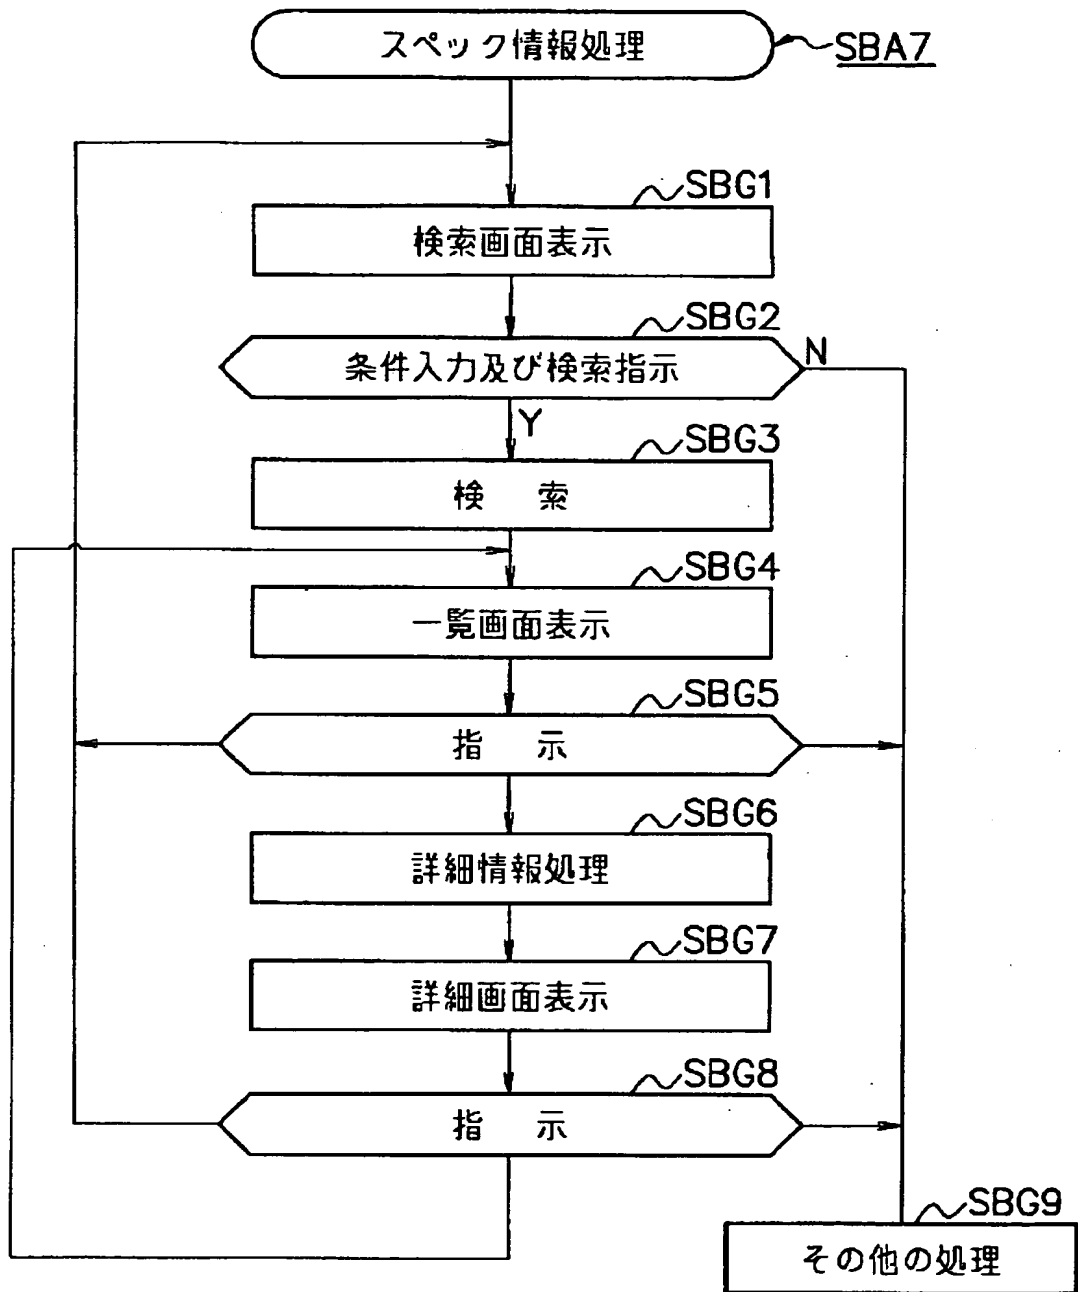 スペック情報処理
SBA7
SBG1
検索画面表示
SBG2
条件入力及び検索指示
N
Y
SBG3
検 索
SBG4
一覧画面表示
SBG5
指 示
SBG6
詳細情報処理
SBG7
詳細画面表示
SBG8
指 示
SBG9
その他の処理